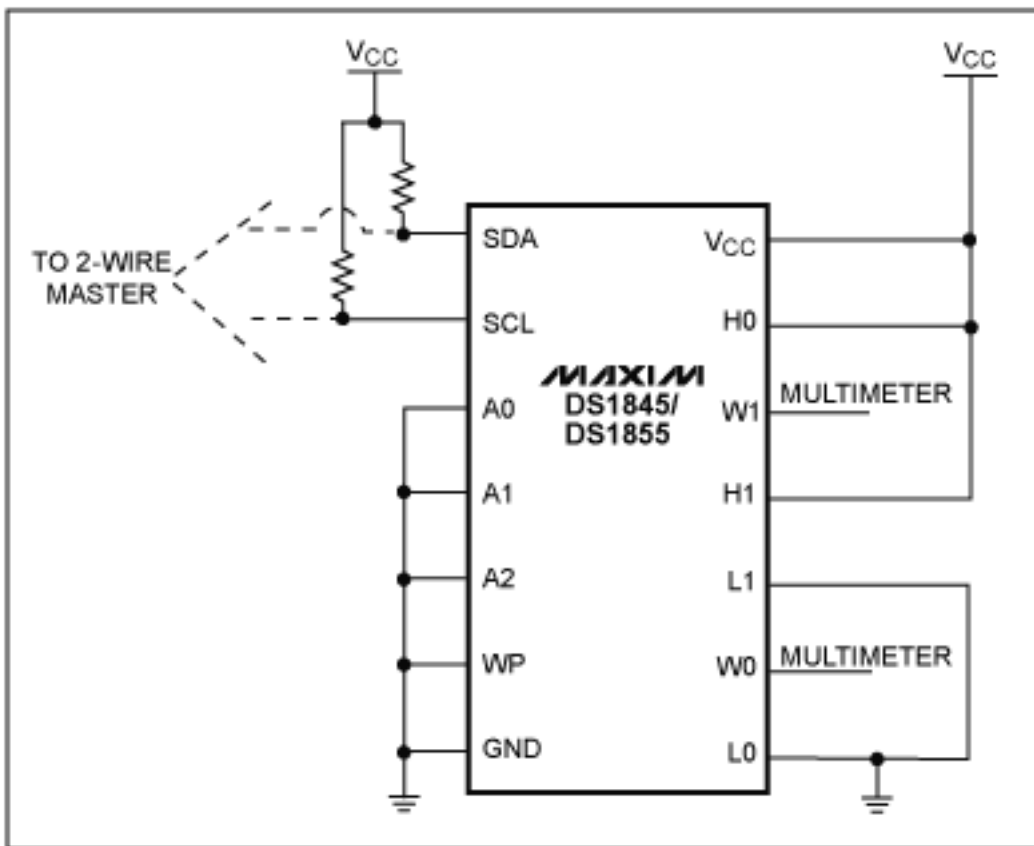 VCC
VCC
TO 2-WIRE
MASTER
SDA
SCL
A0
A1
A2
WP
GND
MAXIM
DS1845/
DS1855
VCC
H0
W1
H1
L1
W0
L0
MULTIMETER
MULTIMETER